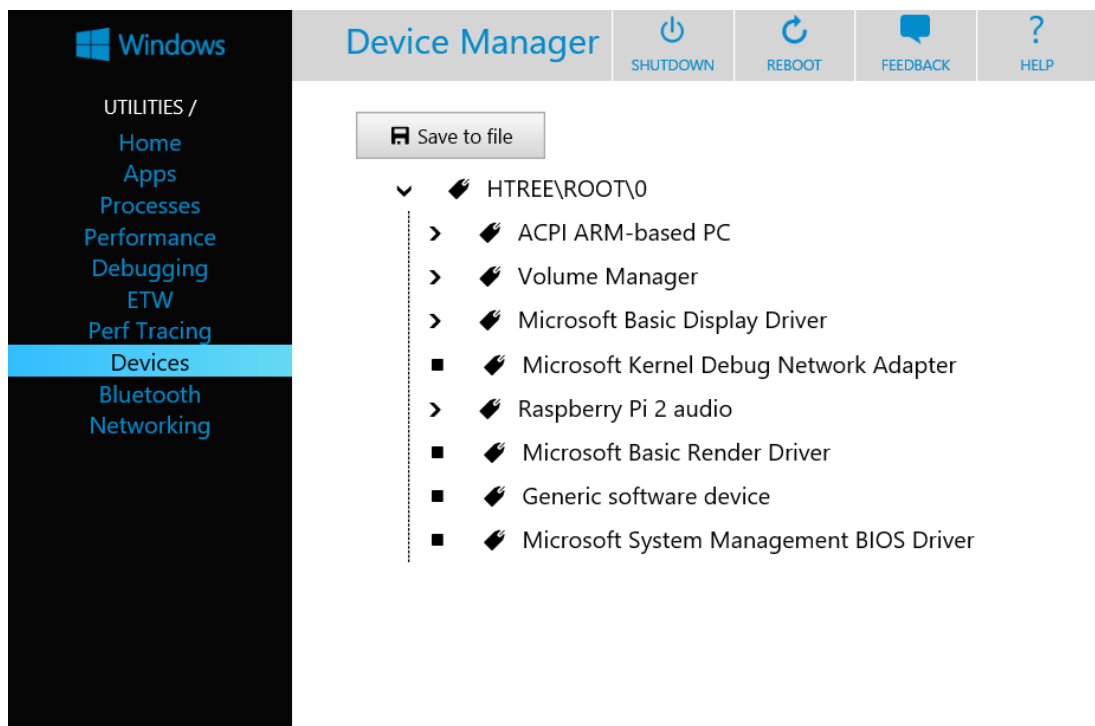 Windows
Device Manager
SHUTDOWN
REBOOT
FEEDBACK
?
HELP
UTILITIES /
Home
Apps
Processes
Performance
Debugging
ETW
Perf Tracing
Devices
Bluetooth
Networking
Save to file
HTREE\ROOT\0
ACPI ARM-based PC
Volume Manager
Microsoft Basic Display Driver
Microsoft Kernel Debug Network Adapter
Raspberry Pi 2 audio
Microsoft Basic Render Driver
Generic software device
Microsoft System Management BIOS Driver